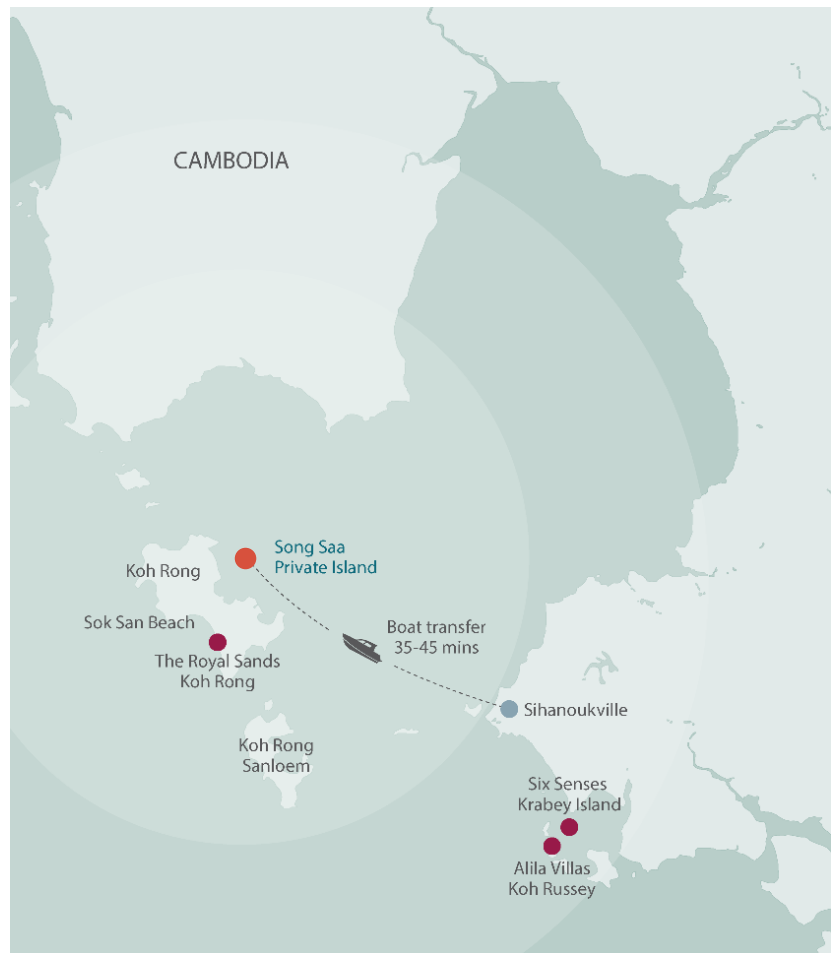 CAMBODIA
Song Saa
Private Island
Koh Rong
Sok San Beach
Boat transfer
35-45 mins
The Royal Sands
Koh Rong
Sihanoukville
Koh Rong
Sanloem
Six Senses
Krabey Island
Alila Villas
Koh Russey